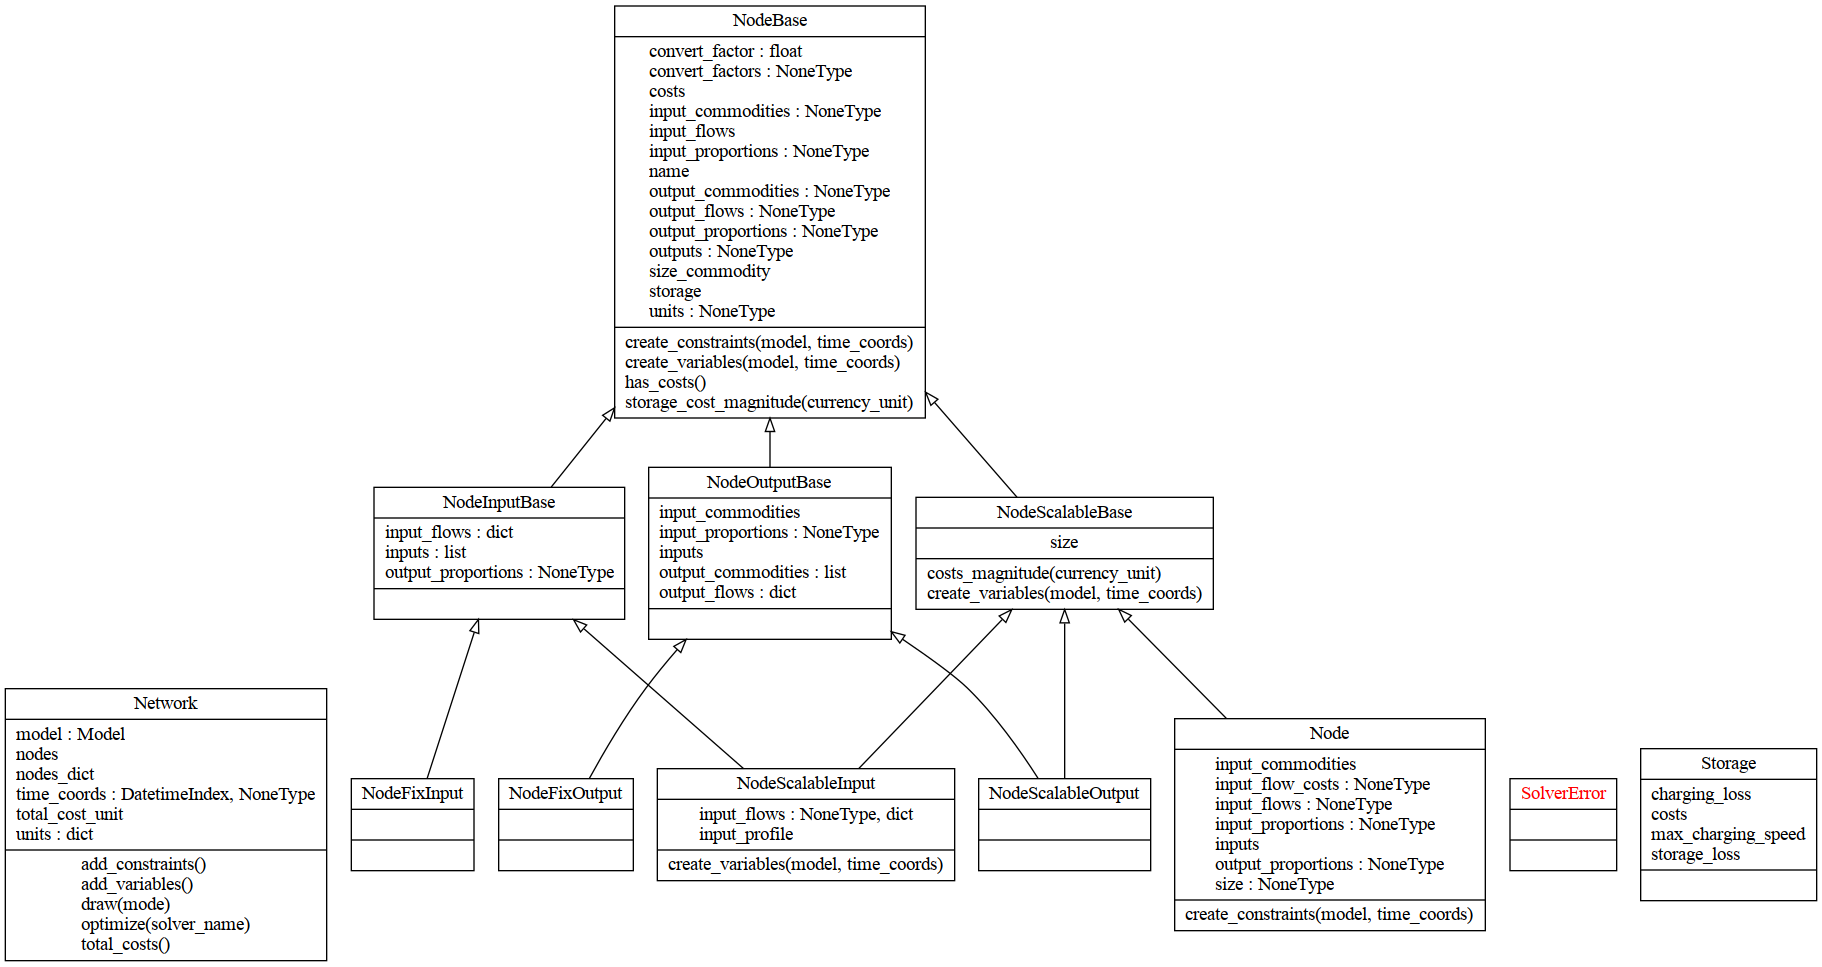 NodeBase
convert_factor : float
convert_factors : NoneType
costs
input_commodities : NoneType
input_flows
input_proportions : NoneType
name
output_commodities : NoneType
output_flows : NoneType
output_proportions : NoneType
outputs : NoneType
size_commodity
storage
units : NoneType
create_constraints(model, time_coords)
create_variables(model, time_coords)
has_costs()
storage_cost_magnitude(currency_unit)
NodeInputBase
input_flows : dict
inputs : list
output_proportions : NoneType
NodeOutputBase
input_commodities
input_proportions : NoneType
inputs
output_commodities : list
output_flows : dict
NodeScalableBase
size
costs_magnitude(currency_unit)
create_variables(model, time_coords)
Network
model : Model
nodes
nodes_dict
time_coords : DatetimeIndex, NoneType
total_cost_unit
units : dict
add_constraints()
add_variables()
draw(mode)
optimize(solver_name)
total_costs()
NodeFixInput
NodeFixOutput
NodeScalableInput
input_flows : NoneType, dict
input_profile
create_variables(model, time_coords)
NodeScalableOutput
Node
input_commodities
input_flow_costs : NoneType
input_flows : NoneType
input_proportions : NoneType
inputs
output_proportions : NoneType
size : NoneType
create_constraints(model, time_coords)
SolverError
Storage
charging_loss
costs
max_charging_speed
storage_loss